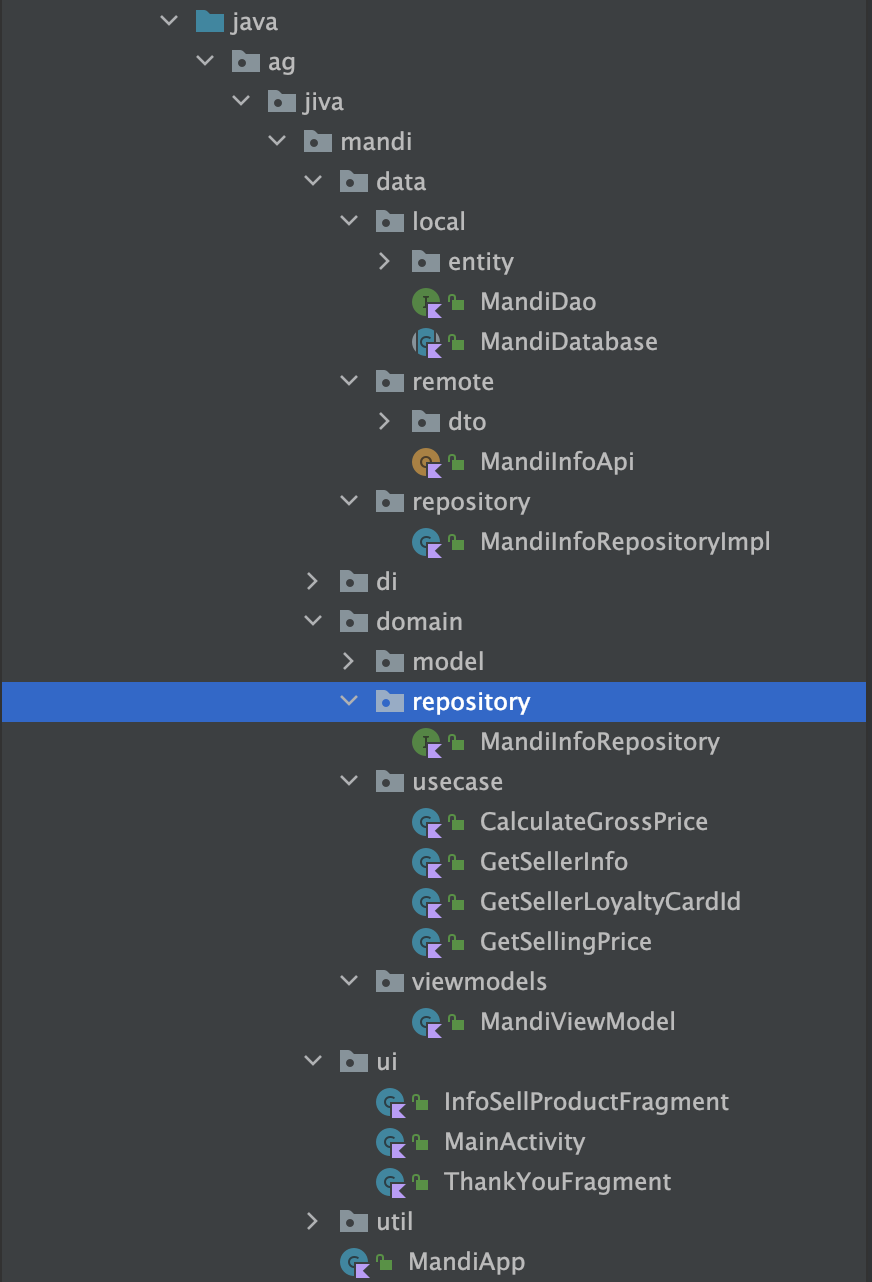 java
ag
jiva
mandi
data
local
entity
MandiDao
MandiDatabase
remote
dto
MandiInfoApi
repository
MandiInfoRepositoryImpl
di
domain
model
repository
MandiInfoRepository
usecase
CalculateGrossPrice
GetSellerInfo
GetSellerLoyaltyCardId
GetSellingPrice
viewmodels
MandiViewModel
ui
InfoSellProductFragment
MainActivity
ThankYouFragment
util
MandiApp